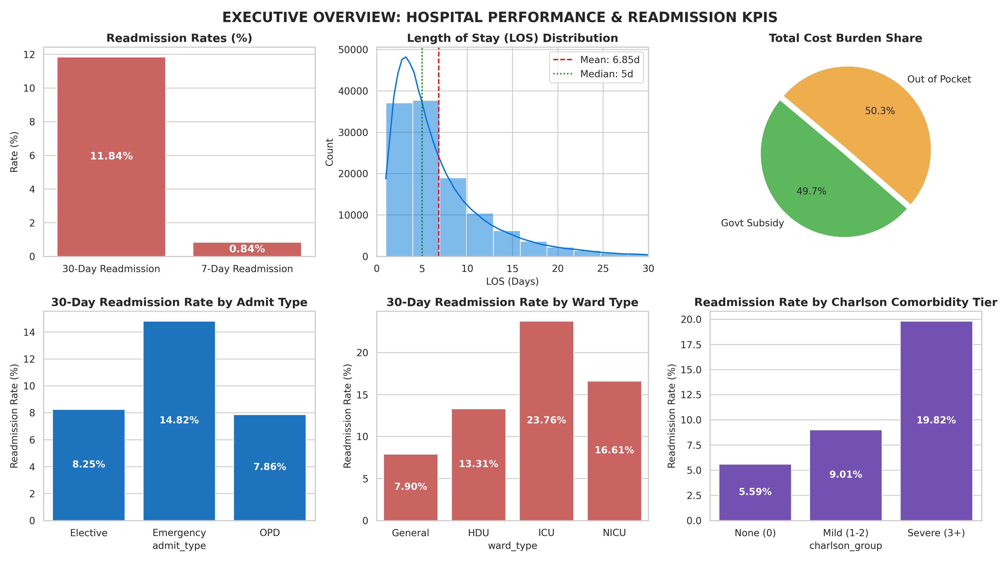 EXECUTIVE OVERVIEW: HOSPITAL PERFORMANCE & READMISSION KPIS
Readmission Rates (%)
Rate (%)
12
10
8
6
4
2
0
11.84%
0.84%
30-Day Readmission
7-Day Readmission
Length of Stay (LOS) Distribution
Count
50000
40000
30000
20000
10000
0
Mean: 6.85d
Median: 5d
0
5
10
15
20
25
30
LOS (Days)
Total Cost Burden Share
Out of Pocket
50.3%
49.7%
Govt Subsidy
30-Day Readmission Rate by Admit Type
Readmission Rate (%)
14
12
10
8
6
4
2
0
8.25%
14.82%
7.86%
Elective
Emergency
OPD
admit_type
30-Day Readmission Rate by Ward Type
Readmission Rate (%)
20
15
10
5
0
7.90%
13.31%
23.76%
16.61%
General
HDU
ICU
NICU
ward_type
Readmission Rate by Charlson Comorbidity Tier
Readmission Rate (%)
20.0
17.5
15.0
12.5
10.0
7.5
5.0
2.5
0.0
5.59%
9.01%
19.82%
None (0)
Mild (1-2)
Severe (3+)
charlson_group